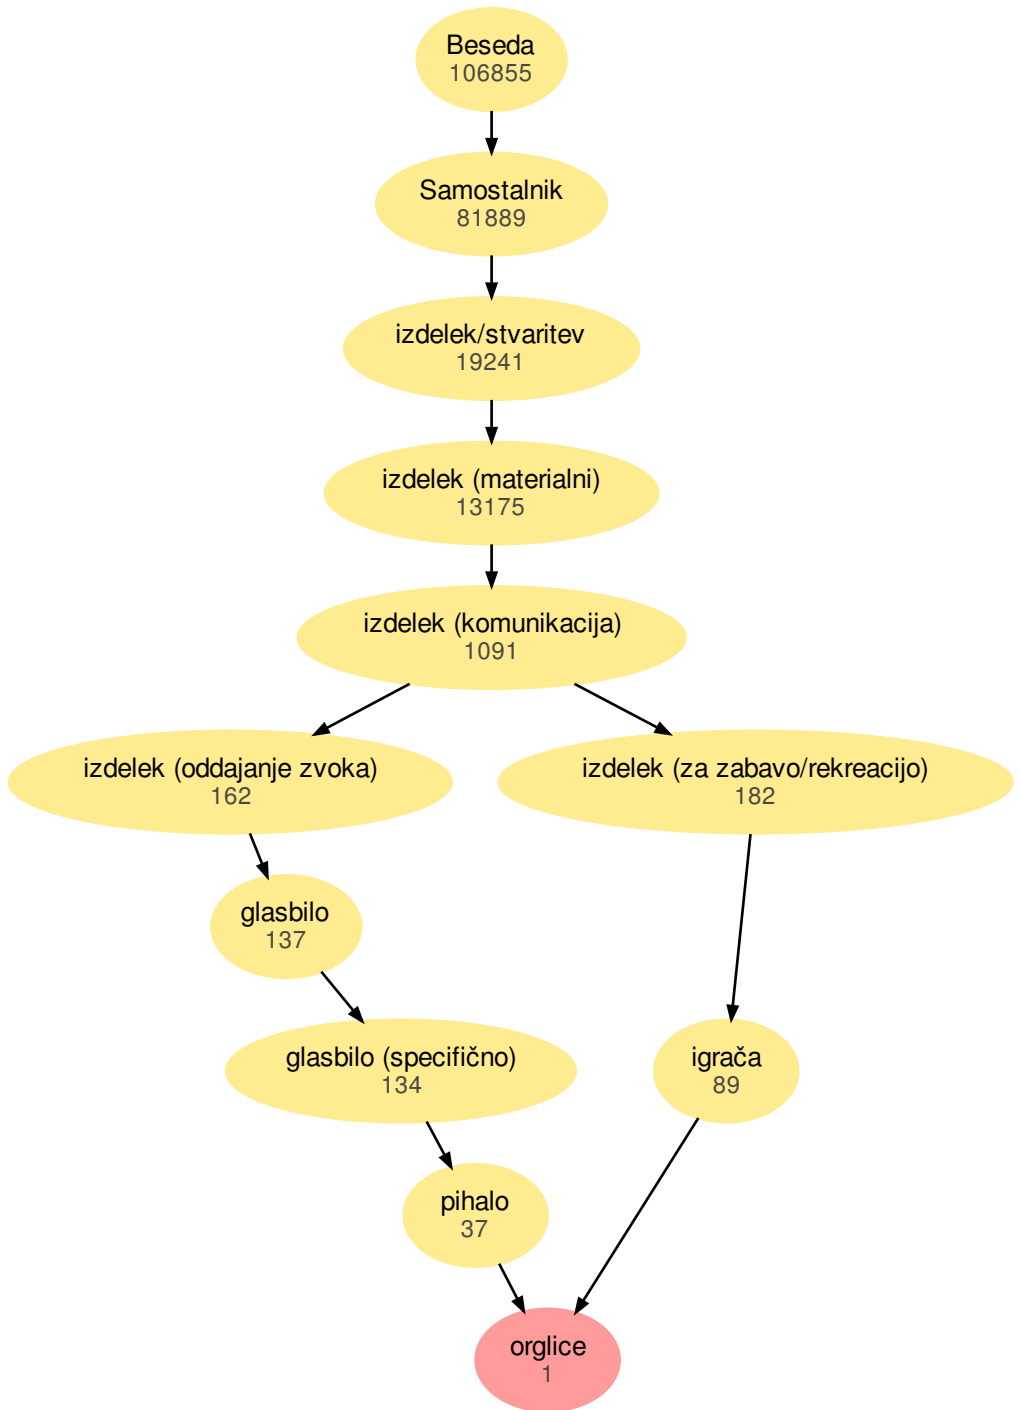 Beseda
106855
Samostalnik
81889
izdelek/stvaritev
19241
izdelek (materialni)
13175
izdelek (komunikacija)
1091
izdelek (oddajanje zvoka)
162
izdelek (za zabavo/rekreacijo)
182
glasbilo
137
glasbilo (specifično)
134
igrača
89
pihalo
37
orglice
1